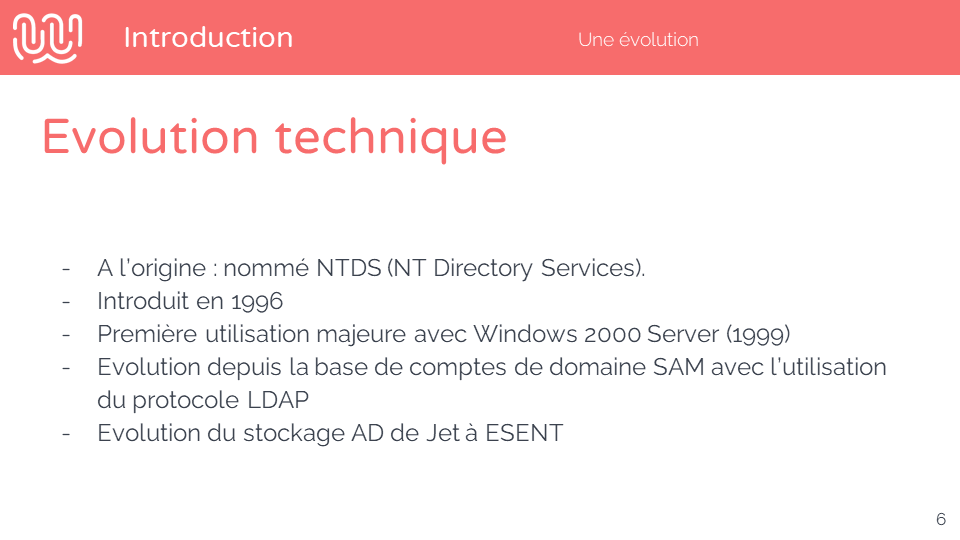 Introduction
Une évolution
Evolution technique
- A l'origine : nommé NTDS (NT Directory Services).
- Introduit en 1996
- Première utilisation majeure avec Windows 2000 Server (1999)
- Evolution depuis la base de comptes de domaine SAM avec l'utilisation
du protocole LDAP
- Evolution du stockage AD de Jet à ESENT
6